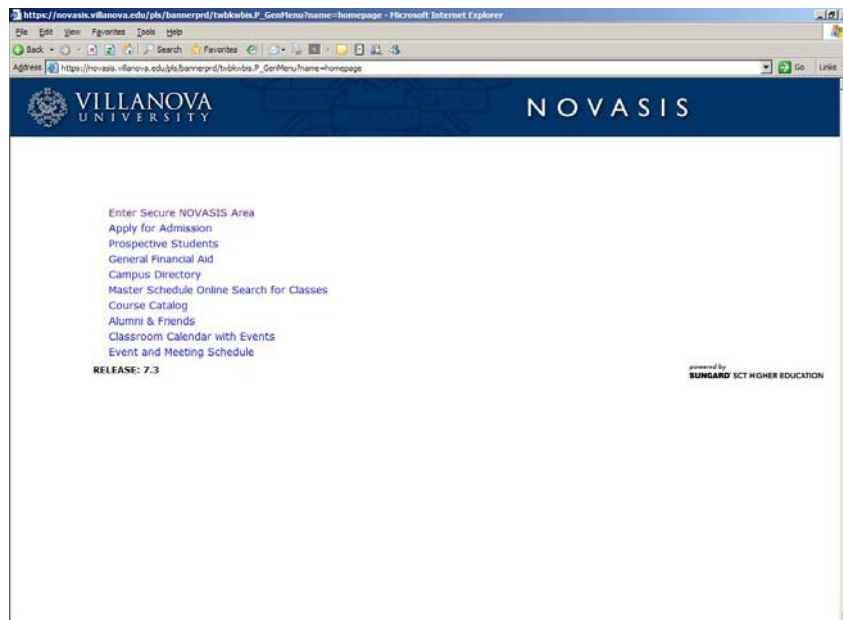 https://novasis.villanova.edu/pls/bannerprd/twbkwbis.P_GenMenu?name=homepage - Microsoft Internet Explorer
File Edit View Favorites Tools Help
Back Search Favorites
Address https://novasis.villanova.edu/pls/bannerprd/twbkwbis.P_GenMenu?name=homepage Go Links
VILLANOVA
UNIVERSITY
NOVASIS
Enter Secure NOVASIS Area
Apply for Admission
Prospective Students
General Financial Aid
Campus Directory
Master Schedule Online Search for Classes
Course Catalog
Alumni & Friends
Classroom Calendar with Events
Event and Meeting Schedule
RELEASE: 7.3
powered by
SUNGARD SCT HIGHER EDUCATION